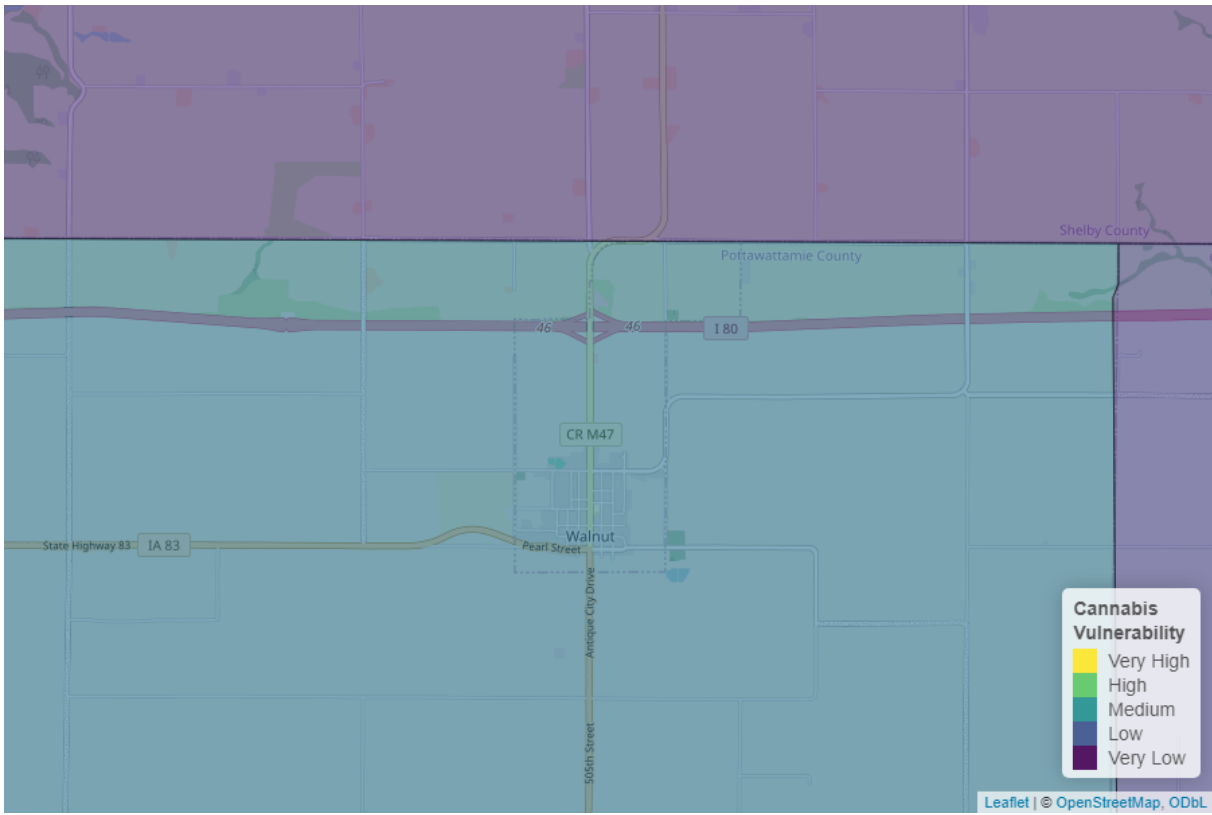 Shelby County
Pottawattamie County
46
46
I 80
CR M47
Walnut
State Highway 83
IA 83
Pearl Street
Antique City Drive
505th Street
Cannabis
Vulnerability
Very High
High
Medium
Low
Very Low
Leaflet | © OpenStreetMap, ODbL